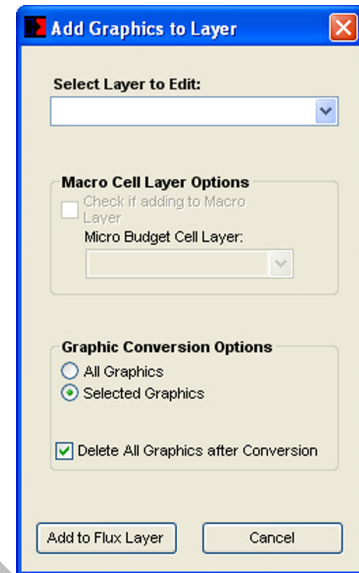 Add Graphics to Layer
Select Layer to Edit:
Macro Cell Layer Options
Check if adding to Macro
Layer
Micro Budget Cell Layer:
Graphic Conversion Options
All Graphics
Selected Graphics
Delete All Graphics after Conversion
Add to Flux Layer Cancel